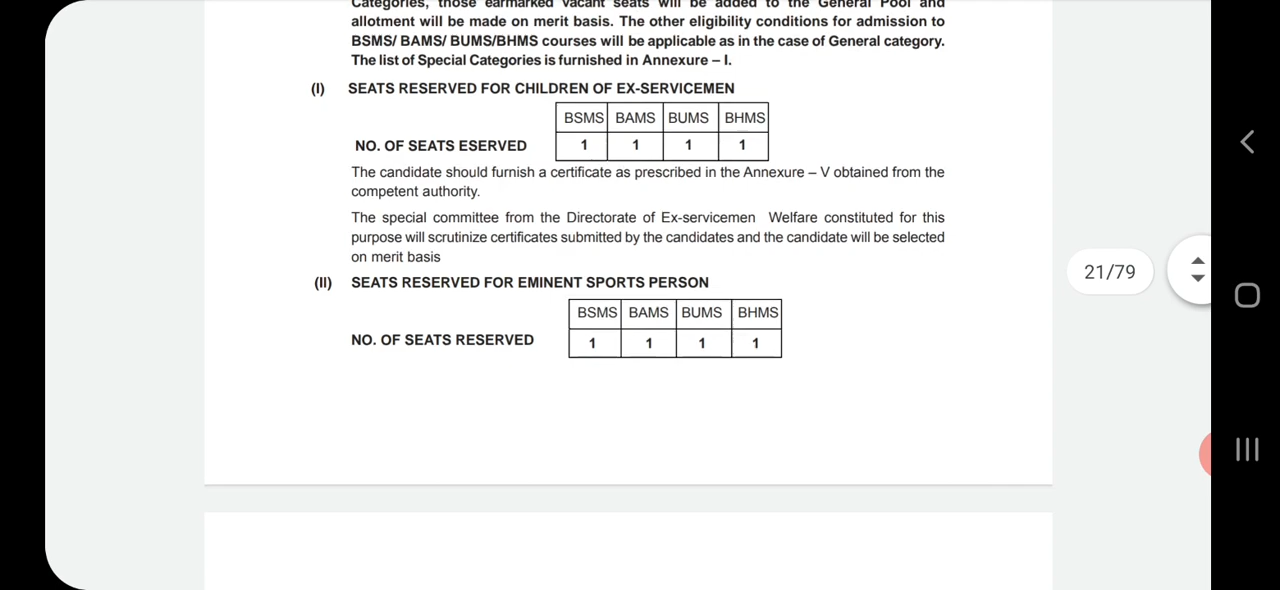 Categories, those earmarked vacant seats will be added to the General Pool and
allotment will be made on merit basis. The other eligibility conditions for admission to
BSMS/ BAMS/ BUMS/BHMS courses will be applicable as in the case of General category.
The list of Special Categories is furnished in Annexure – I.
(I) SEATS RESERVED FOR CHILDREN OF EX-SERVICEMEN
BSMS BAMS BUMS BHMS
NO. OF SEATS ESERVED 1 1 1 1
The candidate should furnish a certificate as prescribed in the Annexure – V obtained from the
competent authority.
The special committee from the Directorate of Ex-servicemen Welfare constituted for this
purpose will scrutinize certificates submitted by the candidates and the candidate will be selected
on merit basis
21/79
(II) SEATS RESERVED FOR EMINENT SPORTS PERSON
BSMS BAMS BUMS BHMS
NO. OF SEATS RESERVED 1 1 1 1